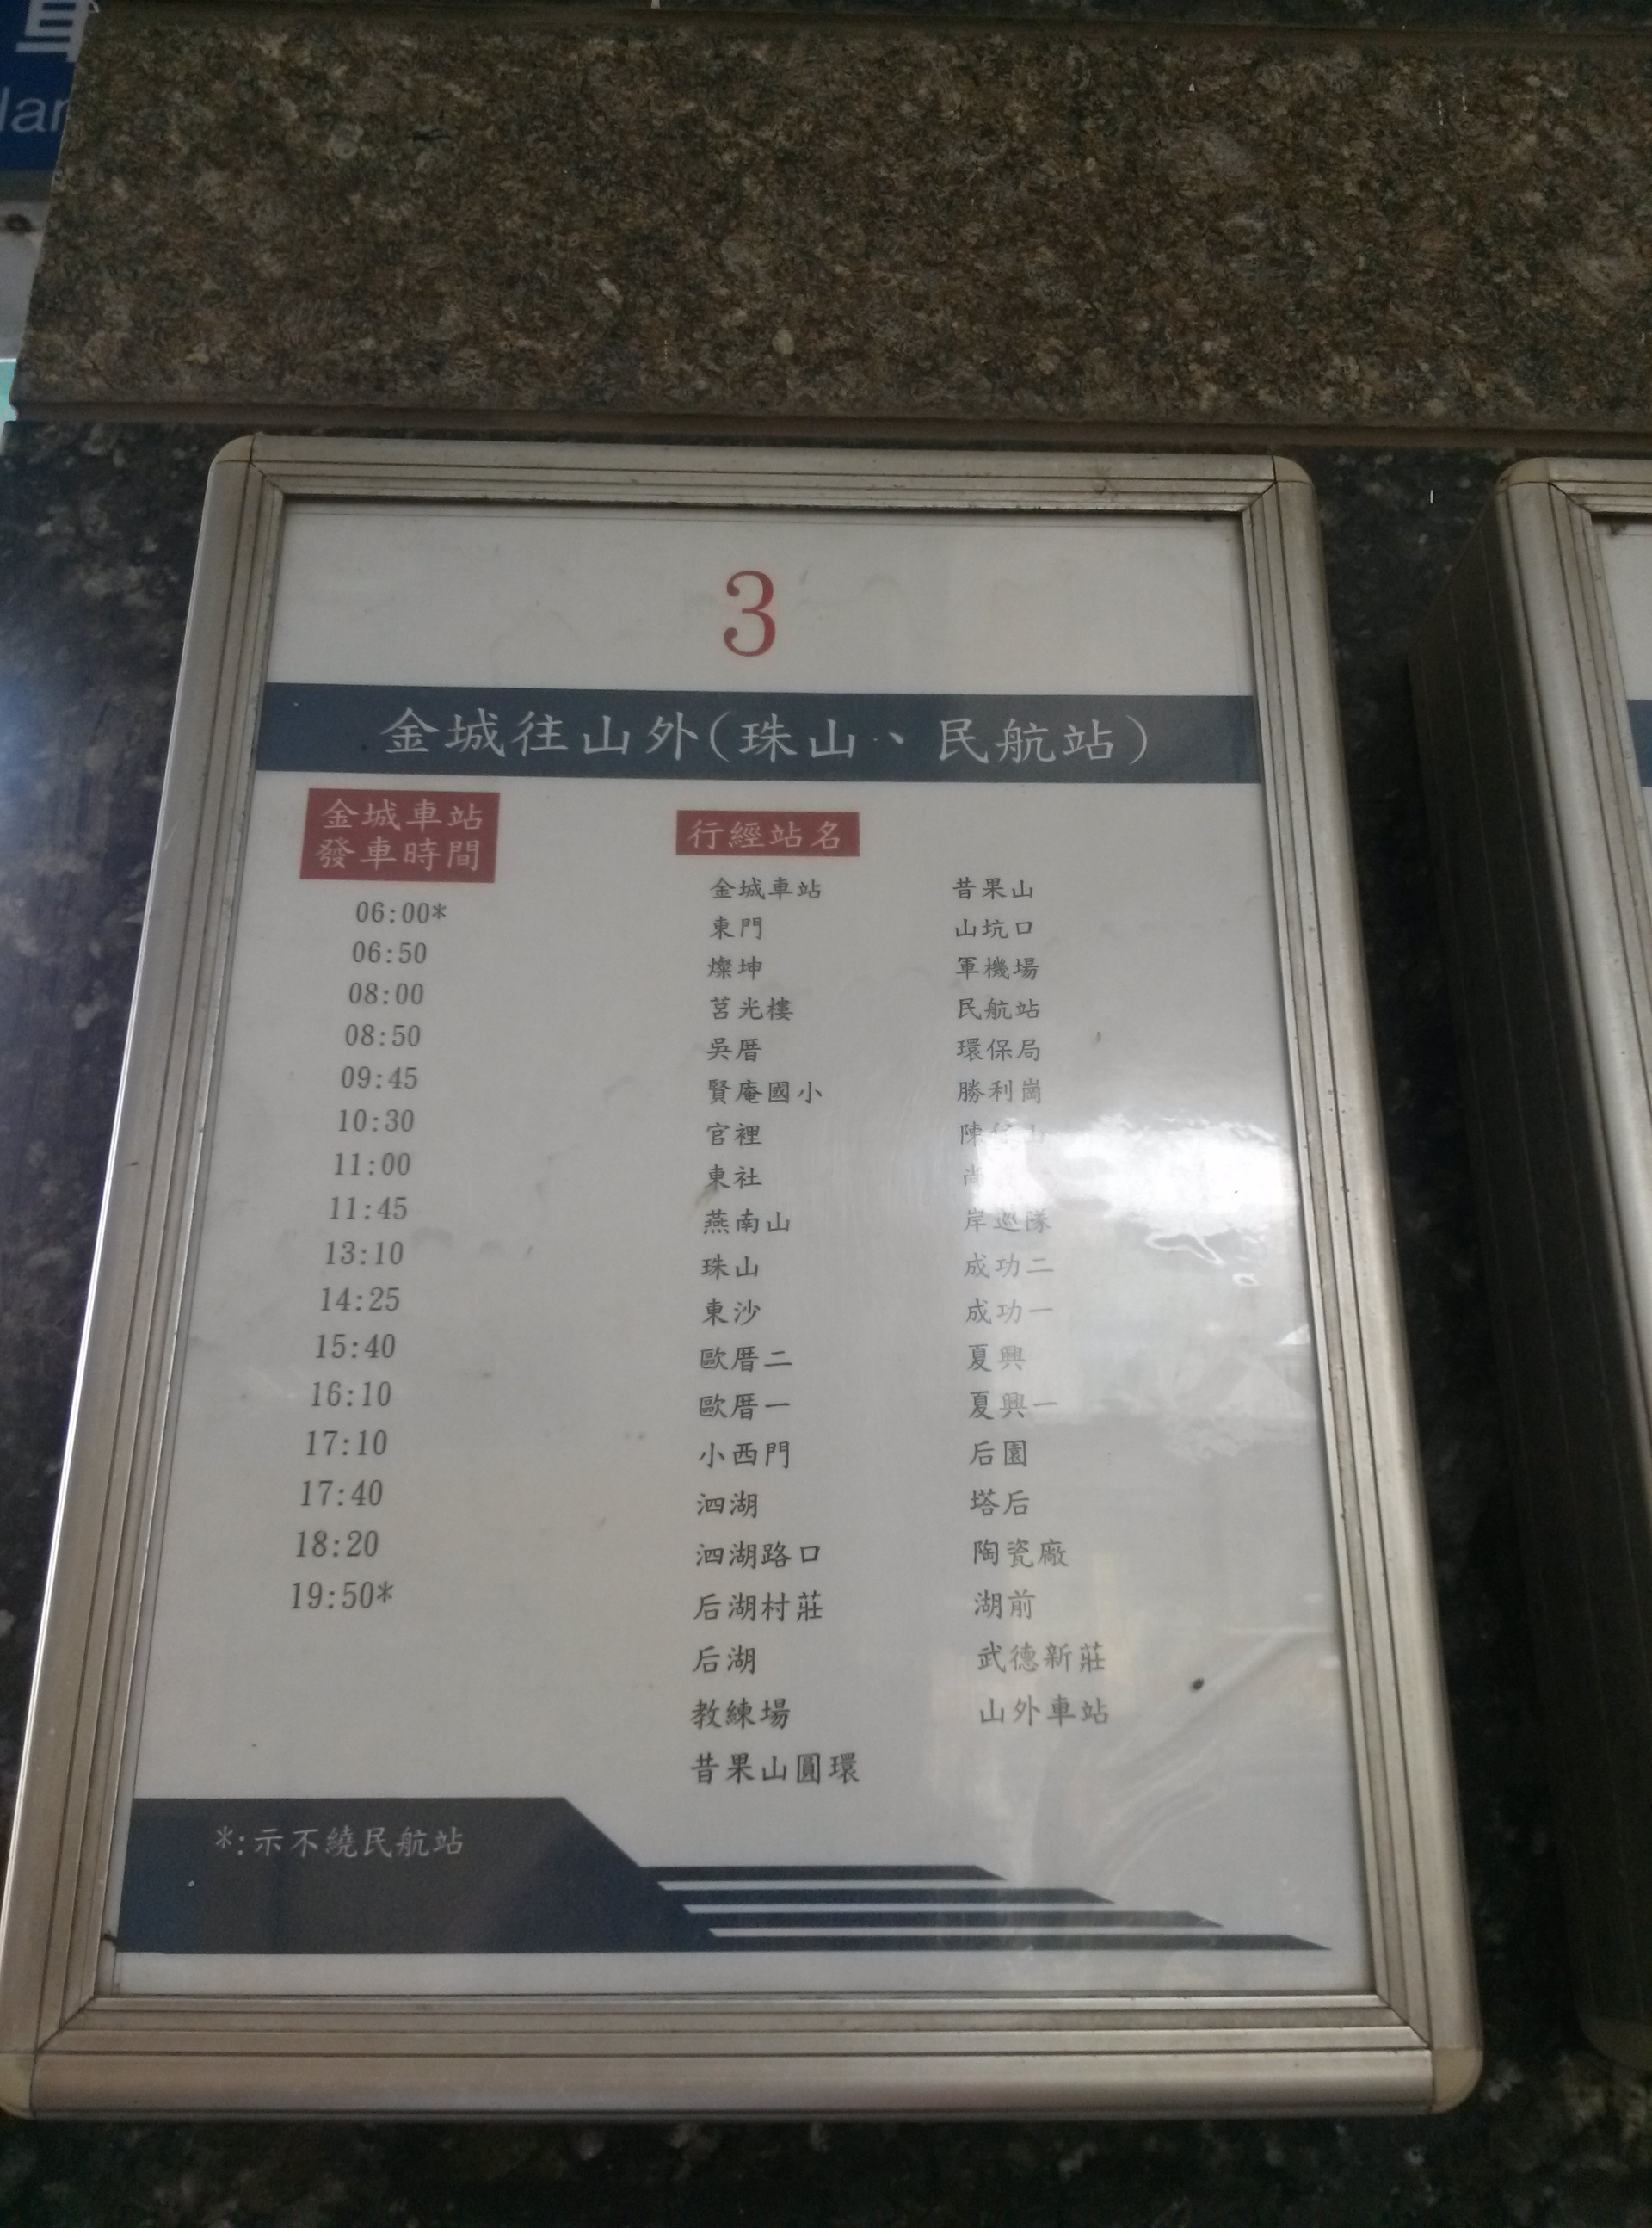 3
金城往山外(珠山、民航站)
金城車站
發車時間
06:00*
06:50
08:00
08:50
09:45
10:30
11:00
11:45
13:10
14:25
15:40
16:10
17:10
17:40
18:20
19:50*
行經站名
金城車站
東門
燦坤
莒光樓
吳厝
賢庵國小
官裡
東社
燕南山
珠山
東沙
歐厝二
歐厝一
小西門
泗湖
泗湖路口
后湖村莊
后湖
教練場
昔果山圓環
昔果山
山坑口
軍機場
民航站
環保局
勝利崗
岸巡隊
成功二
成功一
夏興
夏興一
后園
塔后
陶瓷廠
湖前
武德新莊
山外車站
*:示不繞民航站